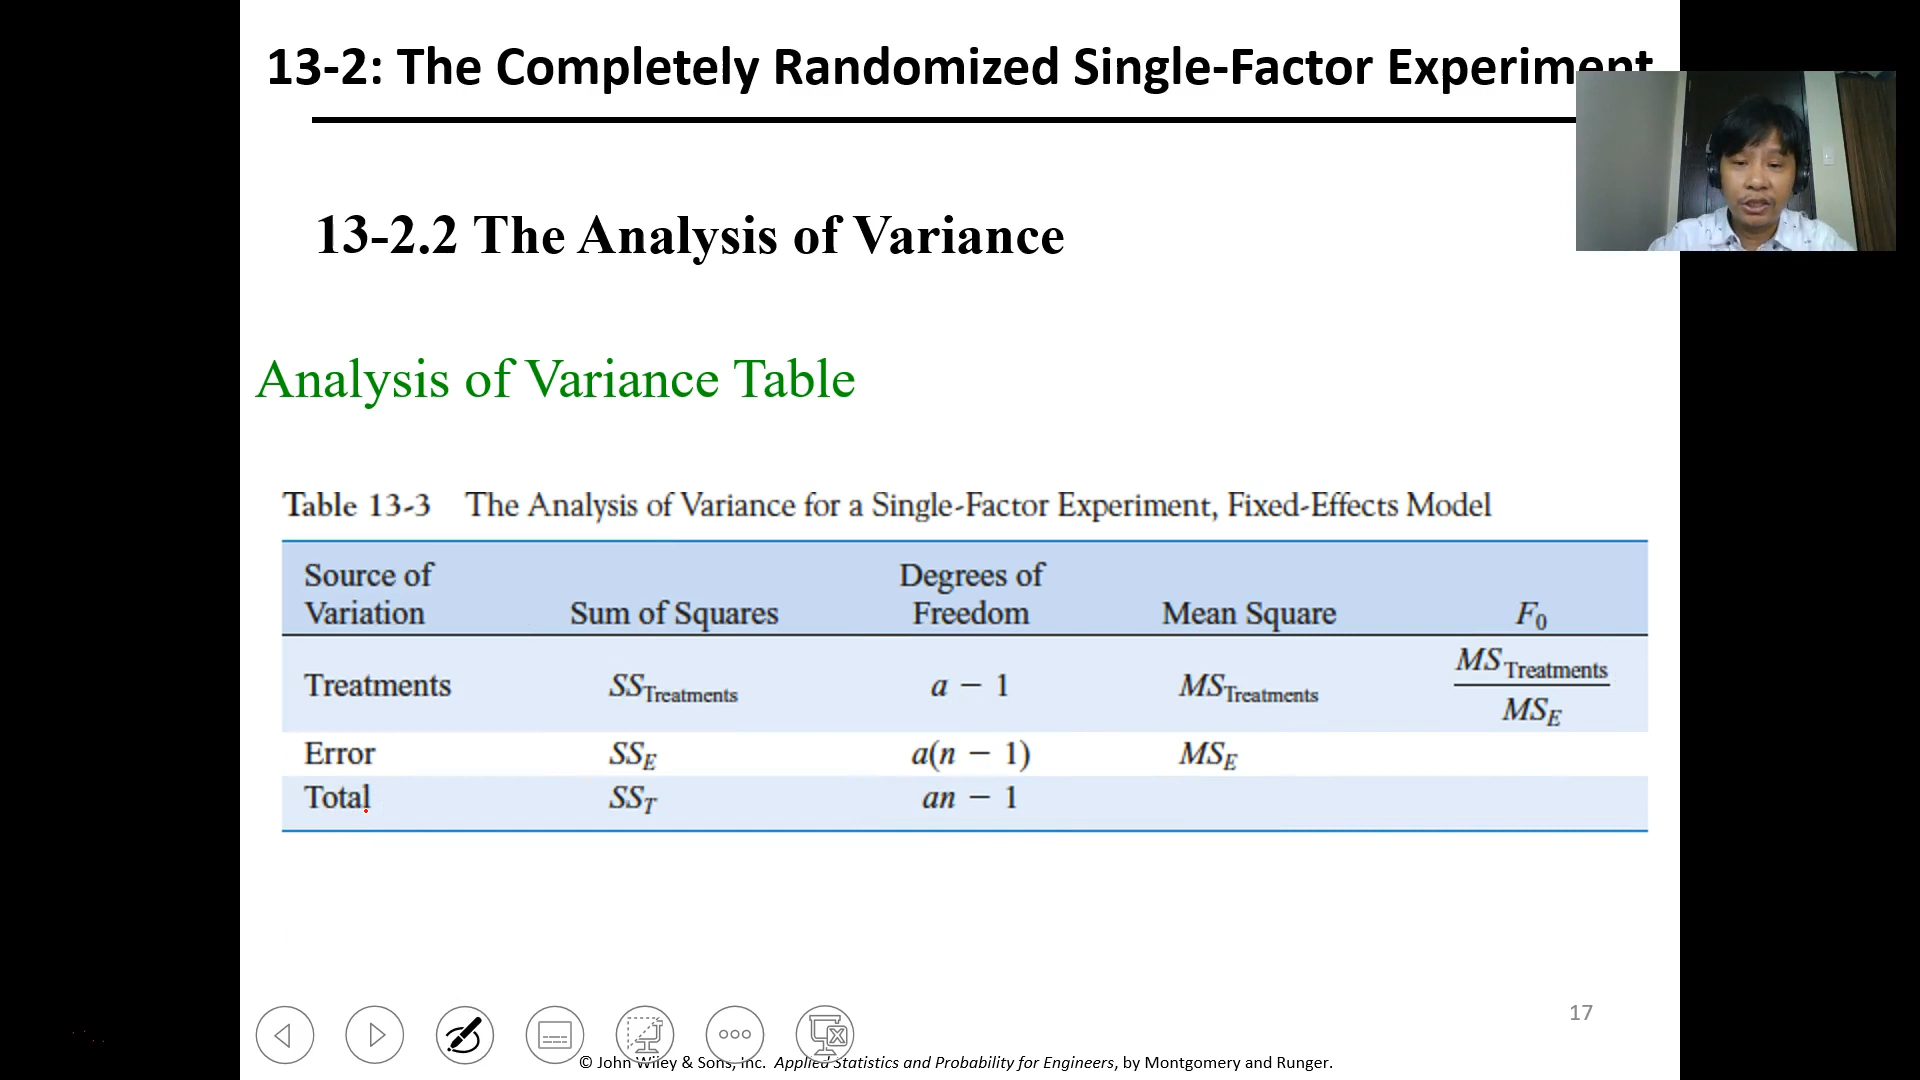 13-2: The Completely Randomized Single-Factor Experiment
13-2.2 The Analysis of Variance
Analysis of Variance Table
Table 13-3 The Analysis of Variance for a Single-Factor Experiment, Fixed-Effects Model
Source of Variation Sum of Squares Degrees of Freedom Mean Square F0
Treatments SSTreatments a − 1 MSTreatments MSTreatments
MSE
Error SSE a(n − 1) MSE
Total SST an − 1
17
© John Wiley & Sons, Inc. Applied Statistics and Probability for Engineers, by Montgomery and Runger.